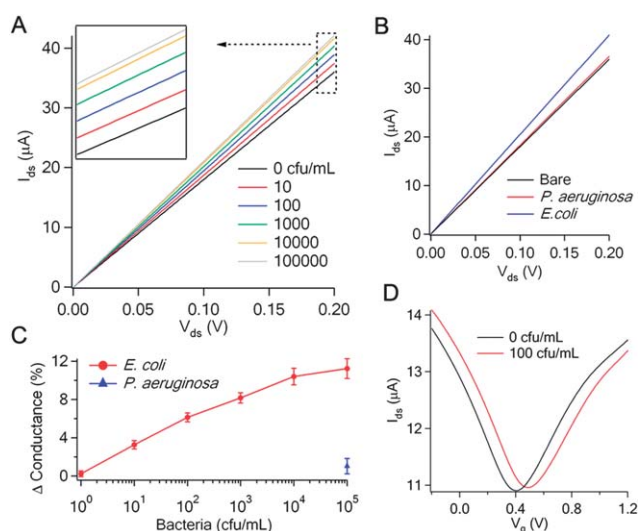 A
I_ds (μA)
40
30
20
10
0
0 cfu/mL
10
100
1000
10000
100000
0.00
0.05
0.10
0.15
0.20
V_ds (V)
B
I_ds (μA)
40
30
20
10
0
Bare
P. aeruginosa
E.coli
0.00
0.05
0.10
0.15
0.20
V_ds (V)
C
Δ Conductance (%)
12
8
4
0
E. coli
P. aeruginosa
10^0
10^1
10^2
10^3
10^4
10^5
Bacteria (cfu/mL)
D
I_ds (μA)
14
13
12
11
0 cfu/mL
100 cfu/mL
0.0
0.4
0.8
1.2
V_g (V)